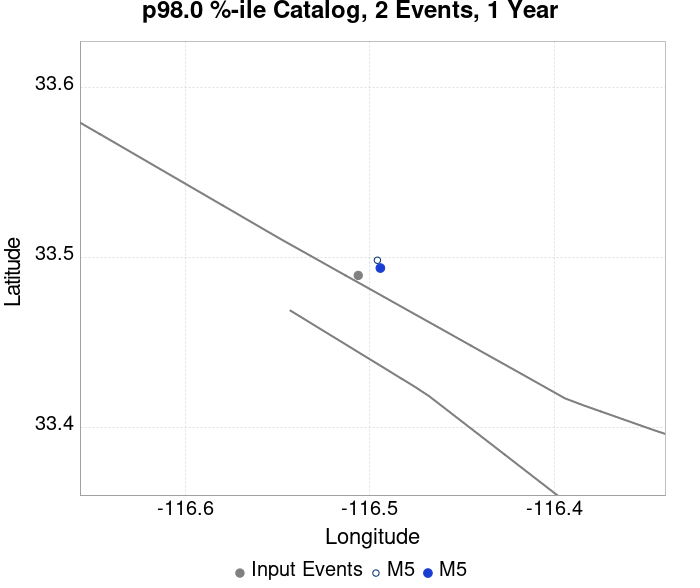 p98.0 %-ile Catalog, 2 Events, 1 Year
33.6
33.5
33.4
Latitude
-116.6
-116.5
-116.4
Longitude
Input Events
M5
M5